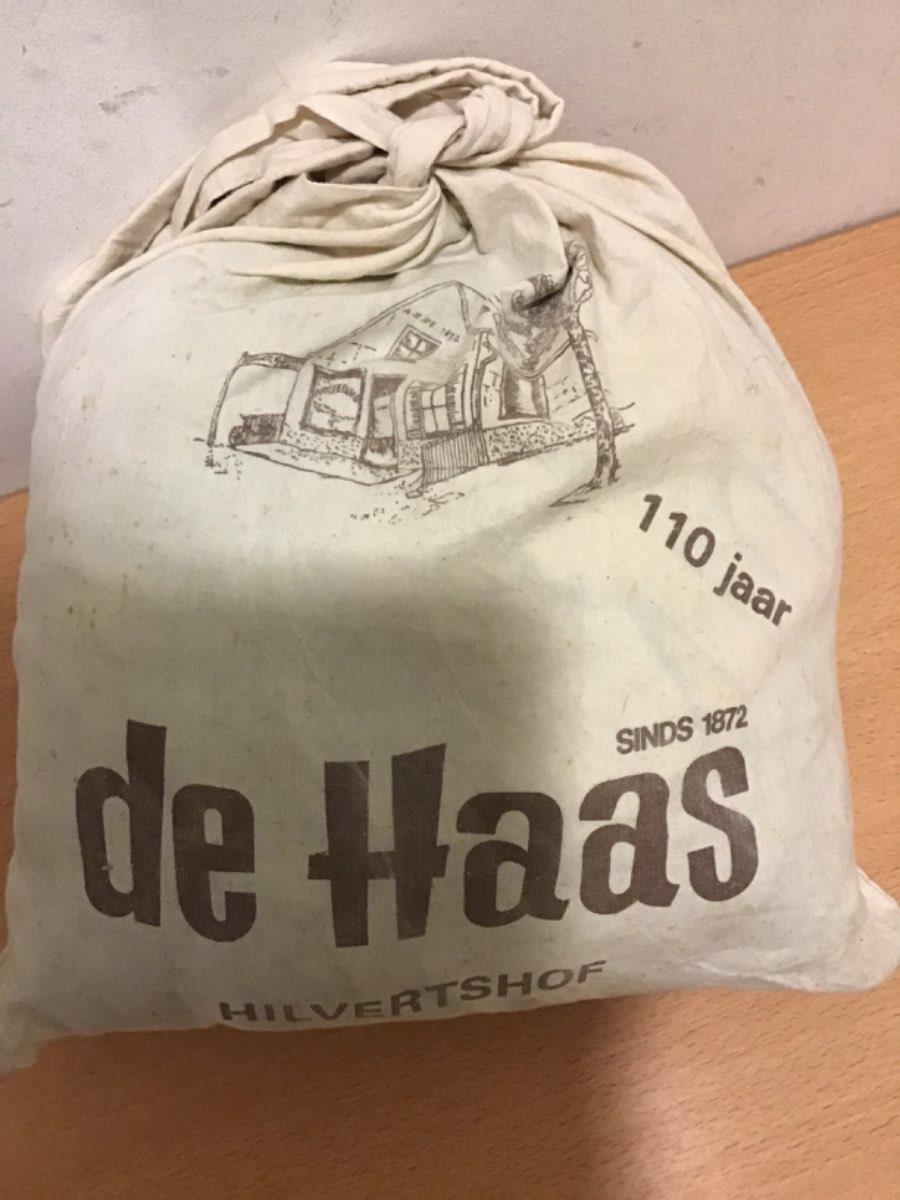 110 jaar
SINDS 1872
de Haas
HILVERTSHOF